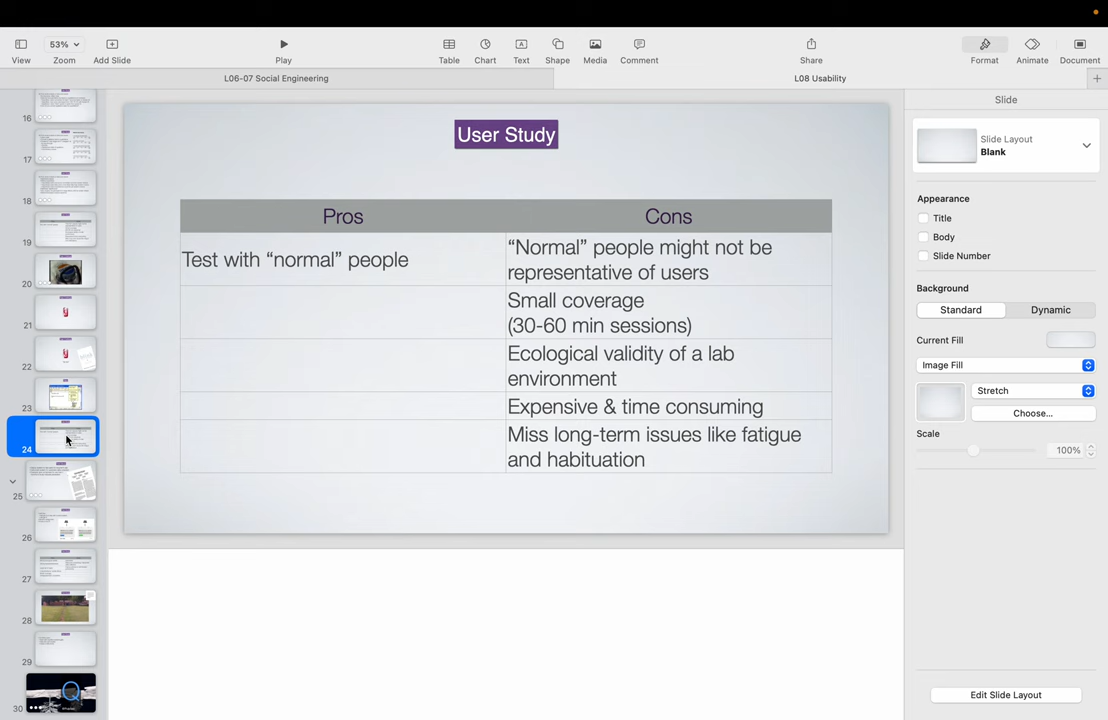 View
53%
Zoom
Add Slide
Play
Table
Chart
Text
Shape
Media
Comment
Share
Format
Animate
Document
L06-07 Social Engineering
L08 Usability
16
17
18
19
20
21
22
23
24
25
26
27
28
29
30
User Study
Pros
Cons
Test with “normal” people
“Normal” people might not be
representative of users
Small coverage
(30-60 min sessions)
Ecological validity of a lab
environment
Expensive & time consuming
Miss long-term issues like fatigue
and habituation
Slide
Slide Layout
Blank
Appearance
Title
Body
Slide Number
Background
Standard
Dynamic
Current Fill
Image Fill
Stretch
Choose...
Scale
100%
Edit Slide Layout